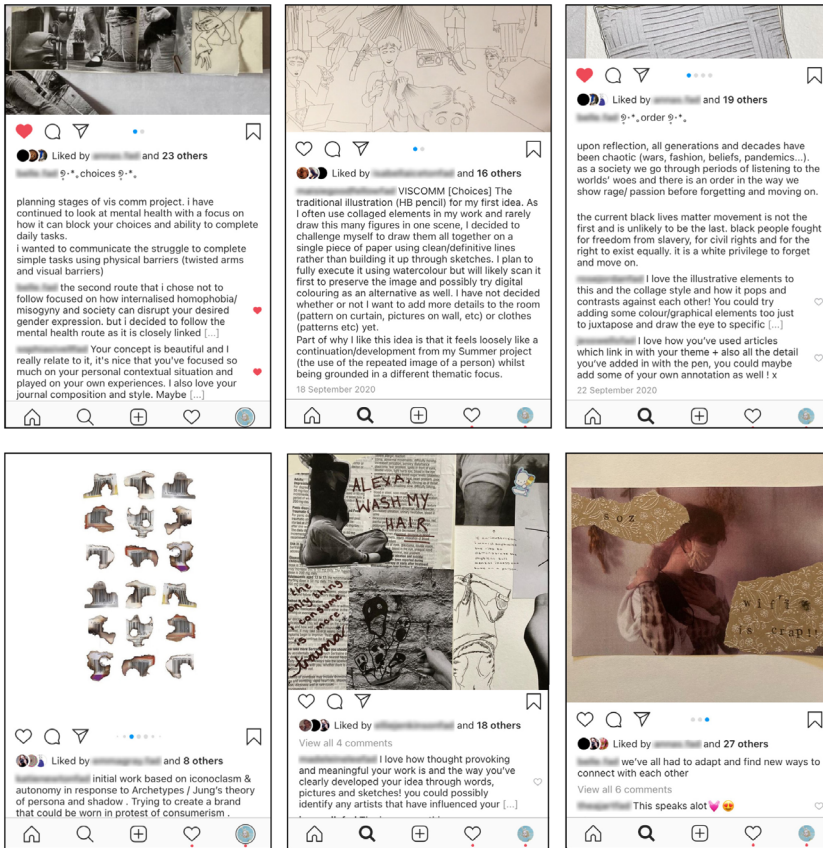 Liked by and 23 others
୨୧⋅*。choices ୨୧⋅*。
planning stages of vis comm project. i have
continued to look at mental health with a focus on
how it can block your choices and ability to complete
daily tasks.
i wanted to communicate the struggle to complete
simple tasks using physical barriers (twisted arms
and visual barriers)
the second route that i chose not to
follow focused on how internalised homophobia/
misogyny and society can disrupt your desired
gender expression. but i decided to follow the
mental health route as it is closely linked [...]
Your concept is beautiful and I
really relate to it, it's nice that you've focused so
much on your personal contextual situation and
played on your own experiences. I also love your
journal composition and style. Maybe [...]
Liked by and 16 others
VISCOMM [Choices] The
traditional illustration (HB pencil) for my first idea. As
I often use collaged elements in my work and rarely
draw this many figures in one scene, I decided to
challenge myself to draw them all together on a
single piece of paper using clean/definitive lines
rather than building it up through sketches. I plan to
fully execute it using watercolour but will likely scan it
first to preserve the image and possibly try digital
colouring as an alternative as well. I have not decided
whether or not I want to add more details to the room
(pattern on curtain, pictures on wall, etc) or clothes
(patterns etc) yet.
Part of why I like this idea is that it feels loosely like a
continuation/development from my Summer project
(the use of the repeated image of a person) whilst
being grounded in a different thematic focus.
18 September 2020
Liked by and 19 others
୨୧⋅*。order ୨୧⋅*。
upon reflection, all generations and decades have
been chaotic (wars, fashion, beliefs, pandemics...).
as a society we go through periods of listening to the
worlds' woes and there is an order in the way we
show rage/ passion before forgetting and moving on.
the current black lives matter movement is not the
first and is unlikely to be the last. black people fought
for freedom from slavery, for civil rights and for the
right to exist equally. it is a white privilege to forget
and move on.
I love the illustrative elements to
this and the collage style and how it pops and
contrasts against each other! You could try
adding some colour/graphical elements too just
to juxtapose and draw the eye to specific [...]
I love how you've used articles
which link in with your theme + also all the detail
you've added in with the pen, you could maybe
add some of your own annotation as well ! x
22 September 2020
Liked by and 8 others
initial work based on iconoclasm &
autonomy in response to Archetypes / Jung's theory
of persona and shadow . Trying to create a brand
that could be worn in protest of consumerism .
ALEXA,
WASH MY
HAIR
the
only thing
i consume
is more
trauma
Liked by and 18 others
View all 4 comments
I love how thought provoking
and meaningful your work is and the way you've
clearly developed your idea through words,
pictures and sketches! you could possibly
identify any artists that have influenced your [...]
soz
wifi
is crap!!
Liked by and 27 others
we've all had to adapt and find new ways to
connect with each other
View all 6 comments
This speaks alot💓😍